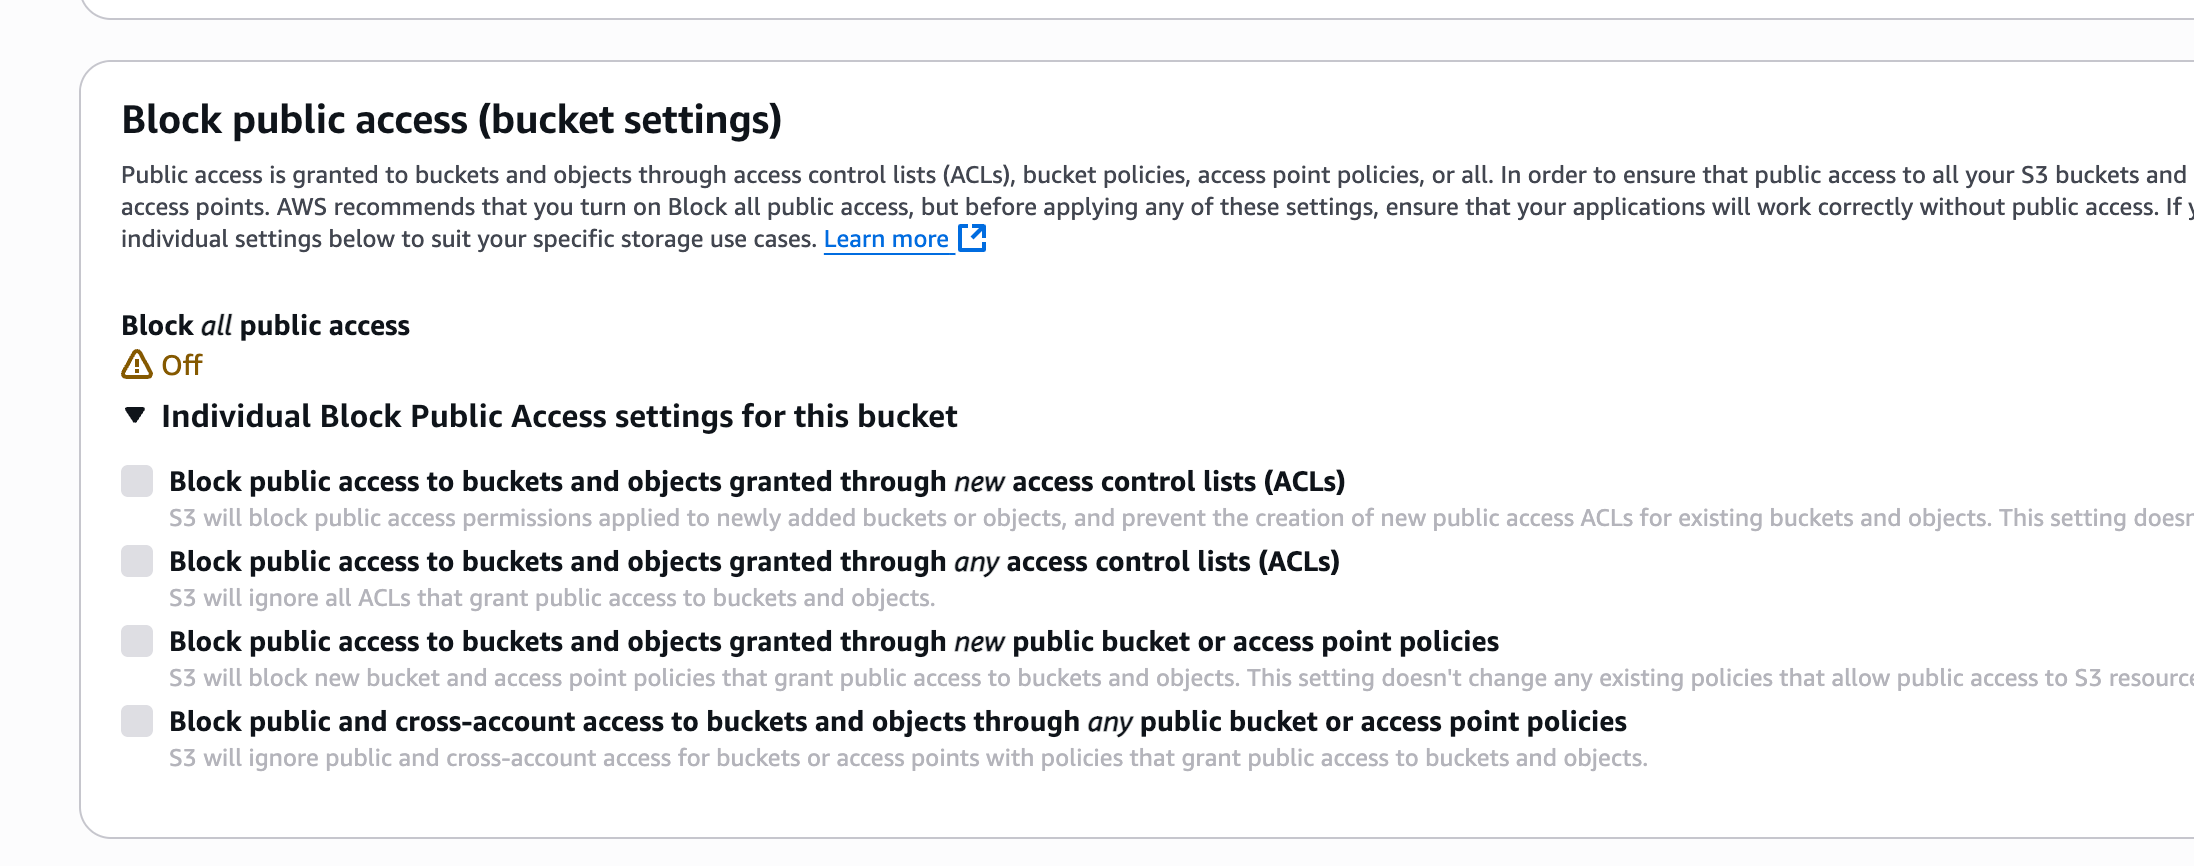 Block public access (bucket settings)
Public access is granted to buckets and objects through access control lists (ACLs), bucket policies, access point policies, or all. In order to ensure that public access to all your S3 buckets and
access points. AWS recommends that you turn on Block all public access, but before applying any of these settings, ensure that your applications will work correctly without public access. If
individual settings below to suit your specific storage use cases. Learn more
Block all public access
Off
Individual Block Public Access settings for this bucket
Block public access to buckets and objects granted through new access control lists (ACLs)
S3 will block public access permissions applied to newly added buckets or objects, and prevent the creation of new public access ACLs for existing buckets and objects. This setting
Block public access to buckets and objects granted through any access control lists (ACLs)
S3 will ignore all ACLs that grant public access to buckets and objects.
Block public access to buckets and objects granted through new public bucket or access point policies
S3 will block new bucket and access point policies that grant public access to buckets and objects. This setting doesn't change any existing policies that allow public access to S3
Block public and cross-account access to buckets and objects through any public bucket or access point policies
S3 will ignore public and cross-account access for buckets or access points with policies that grant public access to buckets and objects.